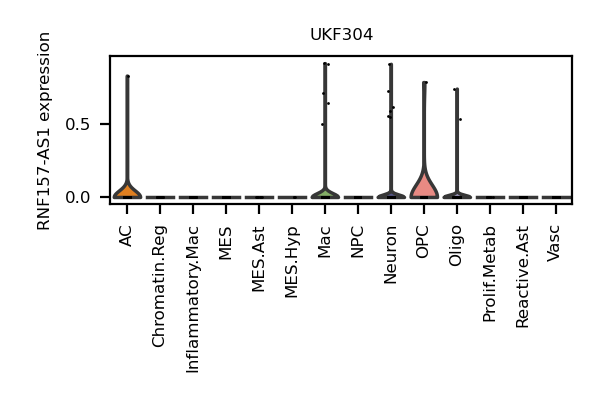 UKF304
RNF157-AS1 expression
0.5
0.0
AC
Chromatin.Reg
Inflammatory.Mac
MES
MES.Ast
MES.Hyp
Mac
NPC
Neuron
OPC
Oligo
Prolif.Metab
Reactive.Ast
Vasc